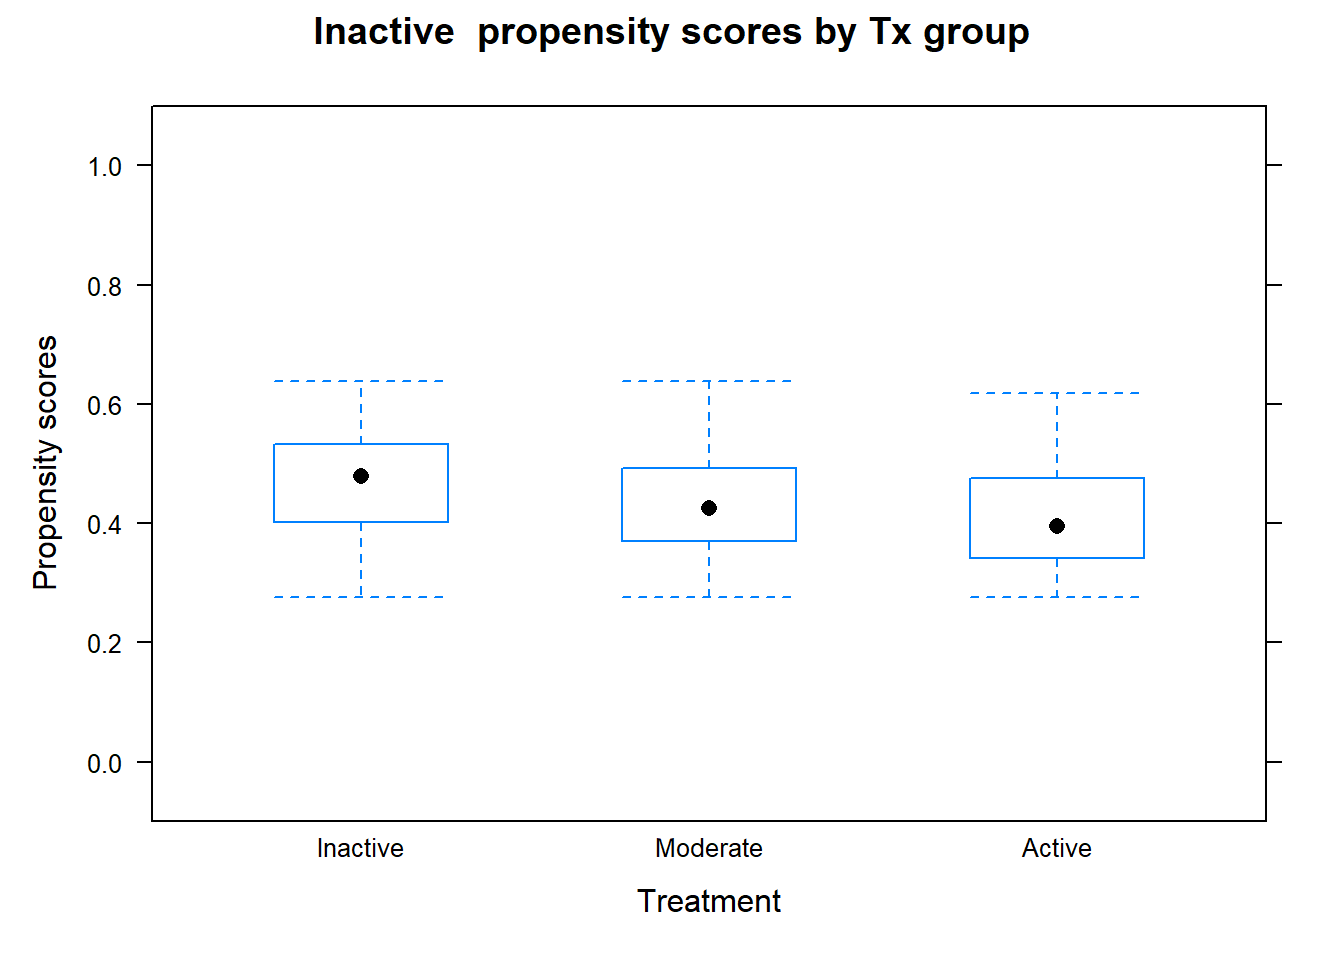 Inactive  propensity scores by Tx group
1.0
0.8
0.6
0.4
0.2
0.0
Propensity scores
Inactive Moderate Active
Treatment